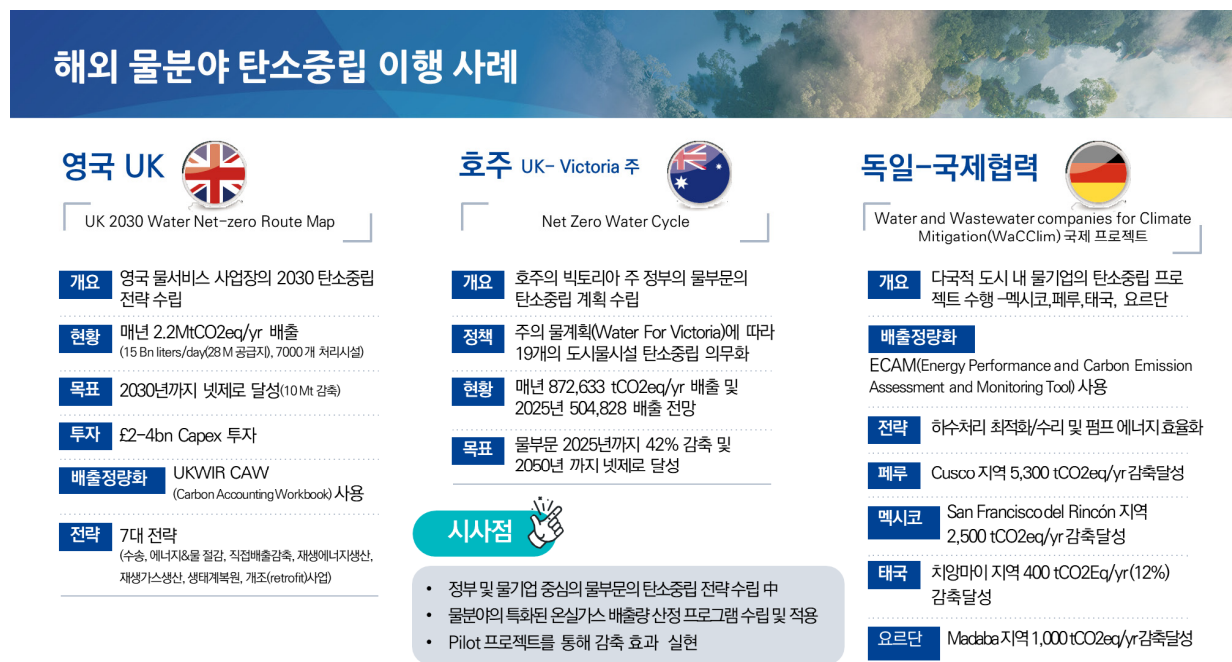 해외 물분야 탄소중립 이행 사례
영국 UK
UK 2030 Water Net-zero Route Map
개요 영국 물서비스 사업장의 2030 탄소중립
전략 수립
현황 매년 2.2MtCO2eq/yr 배출
(15 Bn liters/day(28 M 공급지), 7000개 처리시설)
목표 2030년까지 넷제로 달성(10 Mt 감축)
투자 £2-4bn Capex 투자
배출정량화 UKWIR CAW
(Carbon Accounting Workbook) 사용
전략 7대 전략
(수송, 에너지&물 절감, 직접배출감축, 재생에너지생산,
재생가스생산, 생태계복원, 개조(retrofit)사업)
호주 UK- Victoria 주
Net Zero Water Cycle
개요 호주의 빅토리아 주 정부의 물부문의
탄소중립 계획 수립
정책 주의 물계획(Water For Victoria)에 따라
19개의 도시물시설 탄소중립 의무화
현황 매년 872,633 tCO2eq/yr 배출 및
2025년 504,828 배출 전망
목표 물부문 2025년까지 42% 감축 및
2050년 까지 넷제로 달성
시사점
• 정부 및 물기업 중심의 물부문의 탄소중립 전략 수립 中
• 물분야의 특화된 온실가스 배출량 산정 프로그램 수립 및 적용
• Pilot 프로젝트를 통해 감축 효과 실현
독일-국제협력
Water and Wastewater companies for Climate
Mitigation(WaCClim) 국제 프로젝트
개요 다국적 도시 내 물기업의 탄소중립 프로
젝트 수행 -멕시코,페루,태국, 요르단
배출정량화
ECAM(Energy Performance and Carbon Emission
Assessment and Monitoring Tool) 사용
전략 하수처리 최적화/수리 및 펌프 에너지 효율화
페루 Cusco 지역 5,300 tCO2eq/yr 감축달성
멕시코 San Francisco del Rincón 지역
2,500 tCO2eq/yr 감축달성
태국 치앙마이 지역 400 tCO2Eq/yr(12%)
감축달성
요르단 Madaba 지역 1,000 tCO2eq/yr 감축달성